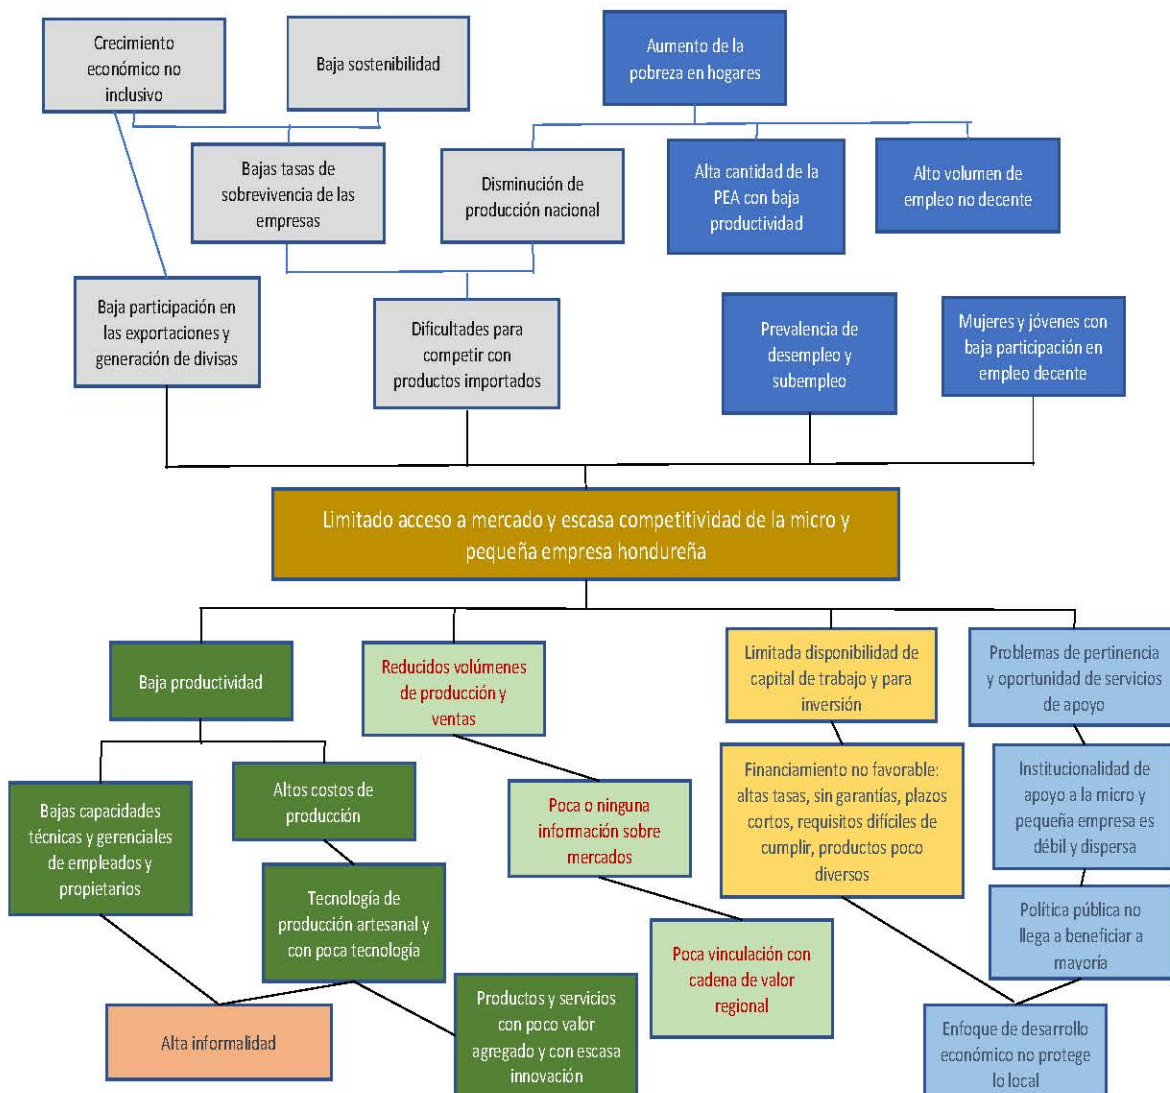 Crecimiento
económico no
inclusivo
Baja sostenibilidad
Aumento de la
pobreza en hogares
Bajas tasas de
sobrevivencia de las
empresas
Disminución de
producción nacional
Alta cantidad de la
PEA con baja
productividad
Alto volumen de
empleo no decente
Baja participación en
las exportaciones y
generación de divisas
Dificultades para
competir con
productos importados
Prevalencia de
desempleo y
subempleo
Mujeres y jóvenes con
baja participación en
empleo decente
Limitado acceso a mercado y escasa competitividad de la micro y
pequeña empresa hondureña
Baja productividad
Reducidos volúmenes
de producción y
ventas
Limitada disponibilidad de
capital de trabajo y para
inversión
Problemas de pertinencia
y oportunidad de servicios
de apoyo
Bajas capacidades
técnicas y gerenciales
de empleados y
propietarios
Altos costos de
producción
Poca o ninguna
información sobre
mercados
Financiamiento no favorable:
altas tasas, sin garantías, plazos
cortos, requisitos difíciles de
cumplir, productos poco
diversos
Institucionalidad de
apoyo a la micro y
pequeña empresa es
débil y dispersa
Tecnología de
producción artesanal y
con poca tecnología
Poca vinculación con
cadena de valor
regional
Política pública no
llega a beneficiar a
mayoría
Alta informalidad
Productos y servicios
con poco valor
agregado y con escasa
innovación
Enfoque de desarrollo
económico no protege
lo local